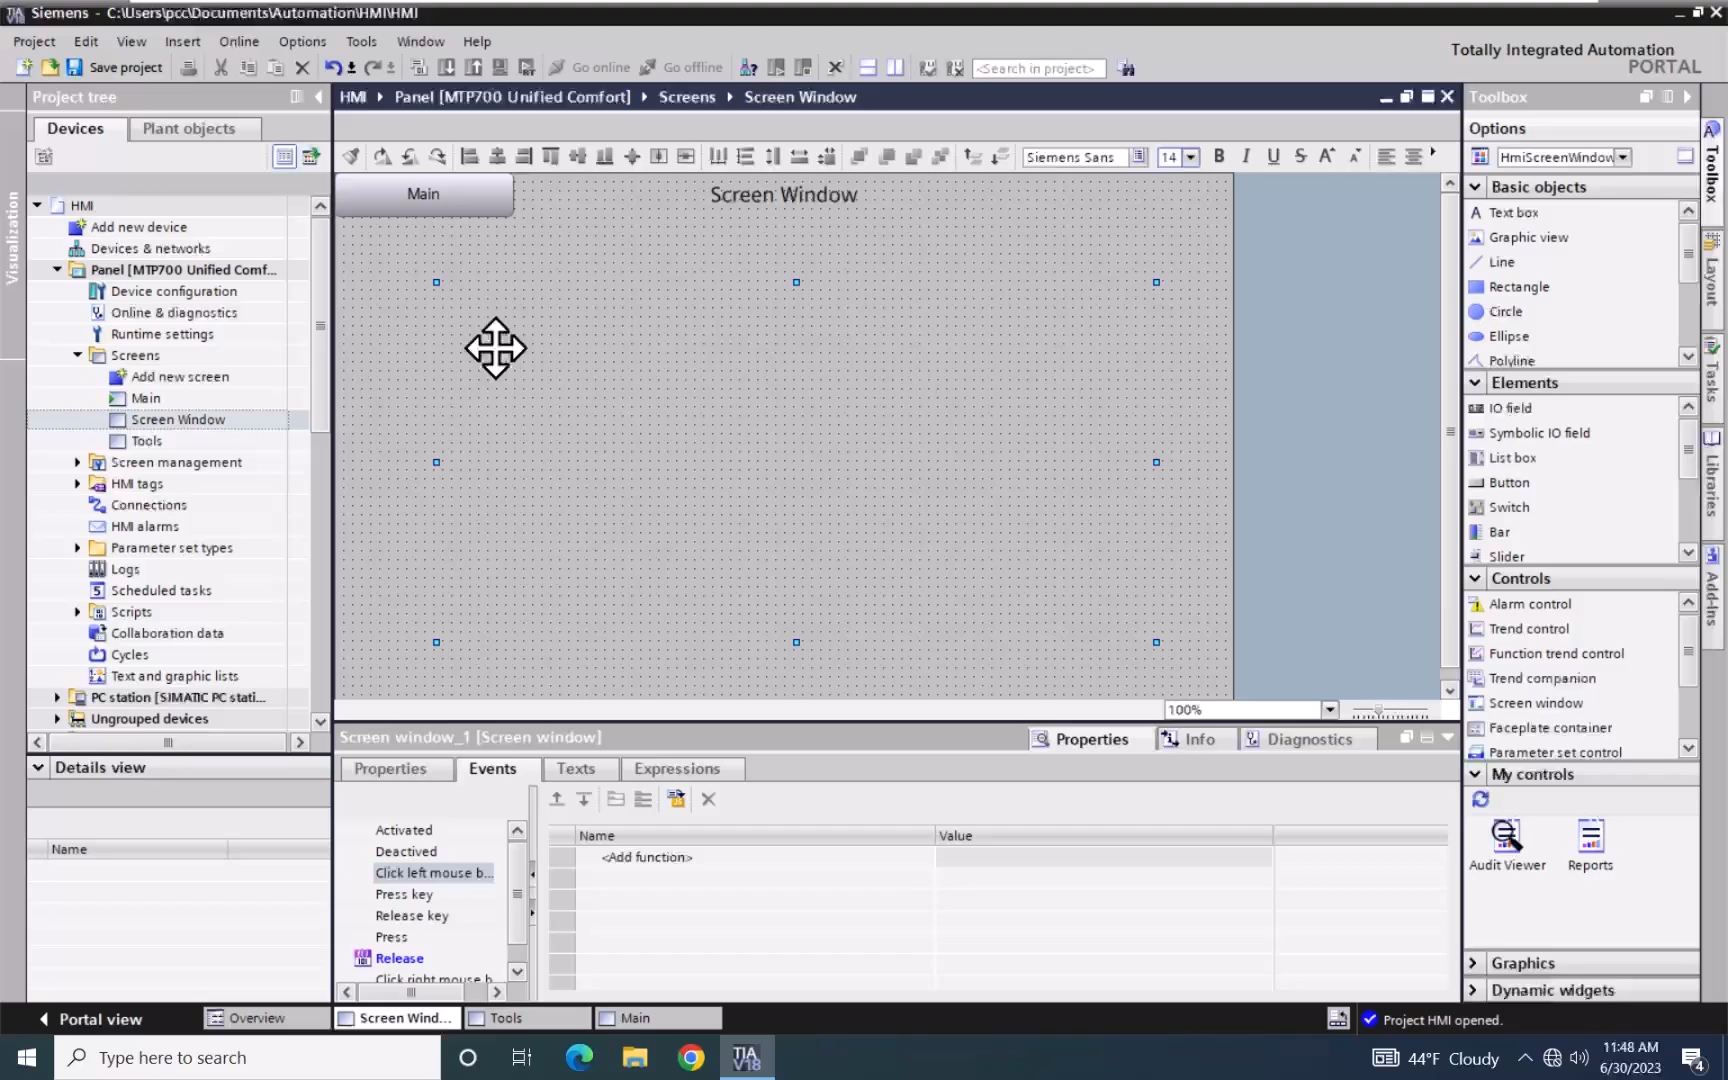 Siemens - C:\Users\pcc\Documents\Automation\HMI\HMI
Project Edit View Insert Online Options Tools Window Help
Totally Integrated Automation
PORTAL
Save project
Go online
Go offline
<Search in project>
Project tree
HMI
Panel [MTP700 Unified Comfort]
Screens
Screen Window
Toolbox
Devices
Plant objects
Options
Siemens Sans
14
B
I
U
S
HmiScreenWindow
Visualization
HMI
Add new device
Devices & networks
Panel [MTP700 Unified Comf...
Device configuration
Online & diagnostics
Runtime settings
Screens
Add new screen
Main
Screen Window
Tools
Screen management
HMI tags
Connections
HMI alarms
Parameter set types
Logs
Scheduled tasks
Scripts
Collaboration data
Cycles
Text and graphic lists
PC station [SIMATIC PC stati...
Ungrouped devices
Details view
Name
Main
Screen Window
100%
Screen window_1 [Screen window]
Properties
Info
Diagnostics
Properties
Events
Texts
Expressions
Activated
Deactived
Click left mouse b...
Press key
Release key
Press
Release
Click right mouse b
Name
Value
<Add function>
Basic objects
Text box
Graphic view
Line
Rectangle
Circle
Ellipse
Polyline
Elements
IO field
Symbolic IO field
List box
Button
Switch
Bar
Slider
Controls
Alarm control
Trend control
Function trend control
Trend companion
Screen window
Faceplate container
Parameter set control
My controls
Audit Viewer
Reports
Graphics
Dynamic widgets
Toolbox
Layout
Tasks
Libraries
Add-Ins
Portal view
Overview
Screen Wind...
Tools
Main
Project HMI opened.
Type here to search
TIA
V18
44°F Cloudy
11:48 AM
6/30/2023
4